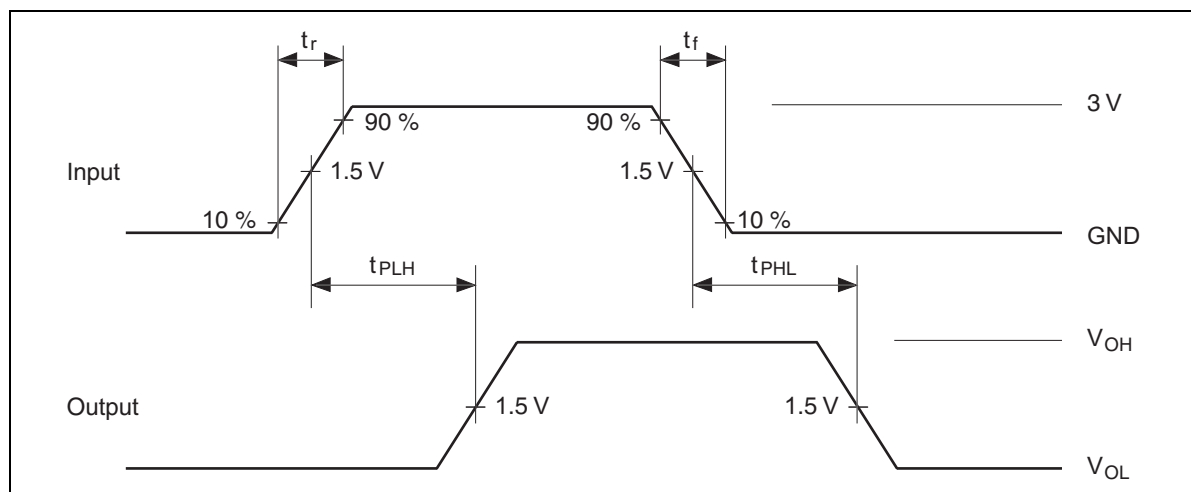 tr
tf
3 V
90 %
90 %
Input
1.5 V
1.5 V
10 %
10 %
GND
tPLH
tPHL
VOH
Output
1.5 V
1.5 V
VOL